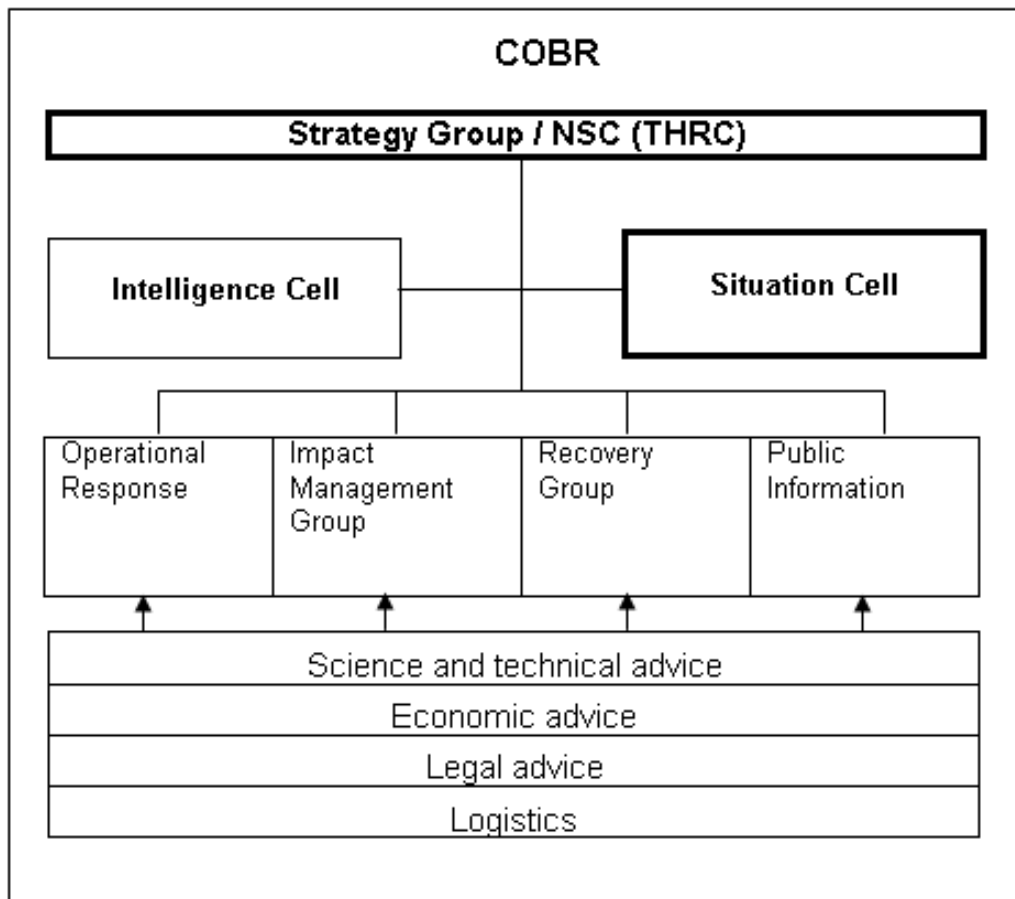 COBR
Strategy Group / NSC (THRC)
Intelligence Cell
Situation Cell
Operational
Response
Impact
Management
Group
Recovery
Group
Public
Information
Science and technical advice
Economic advice
Legal advice
Logistics